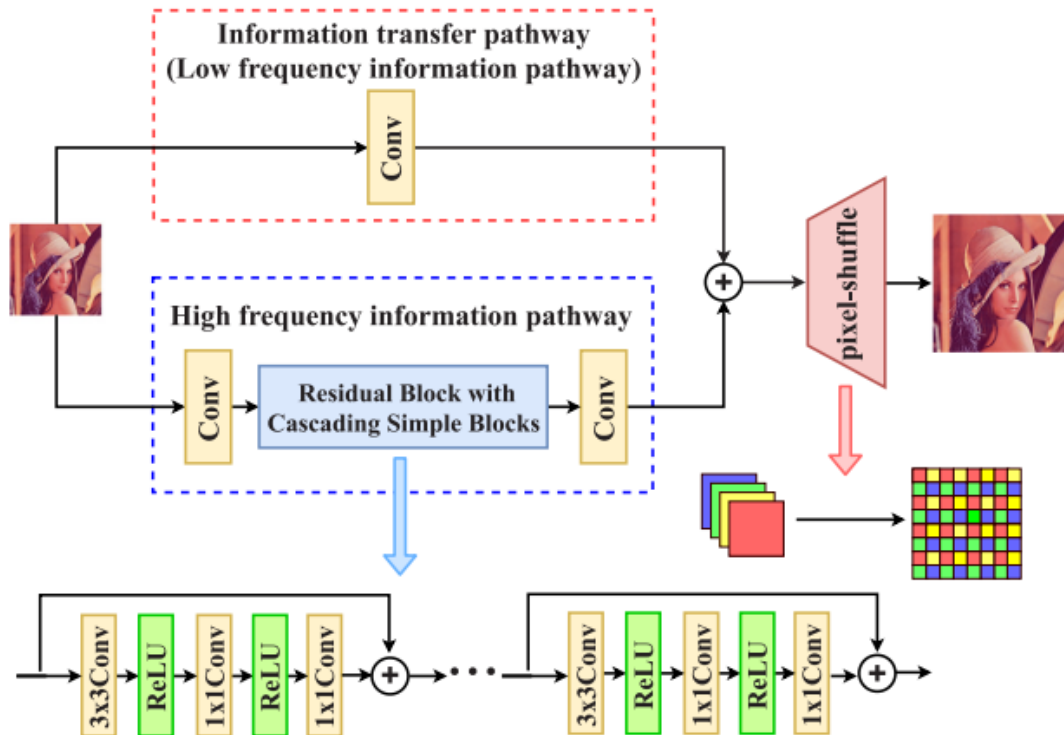 Information transfer pathway
(Low frequency information pathway)
Conv
pixel-shuffle
High frequency information pathway
Conv
Residual Block with
Cascading Simple Blocks
Conv
3x3Conv
ReLU
1x1Conv
ReLU
1x1Conv
3x3Conv
ReLU
1x1Conv
ReLU
1x1Conv